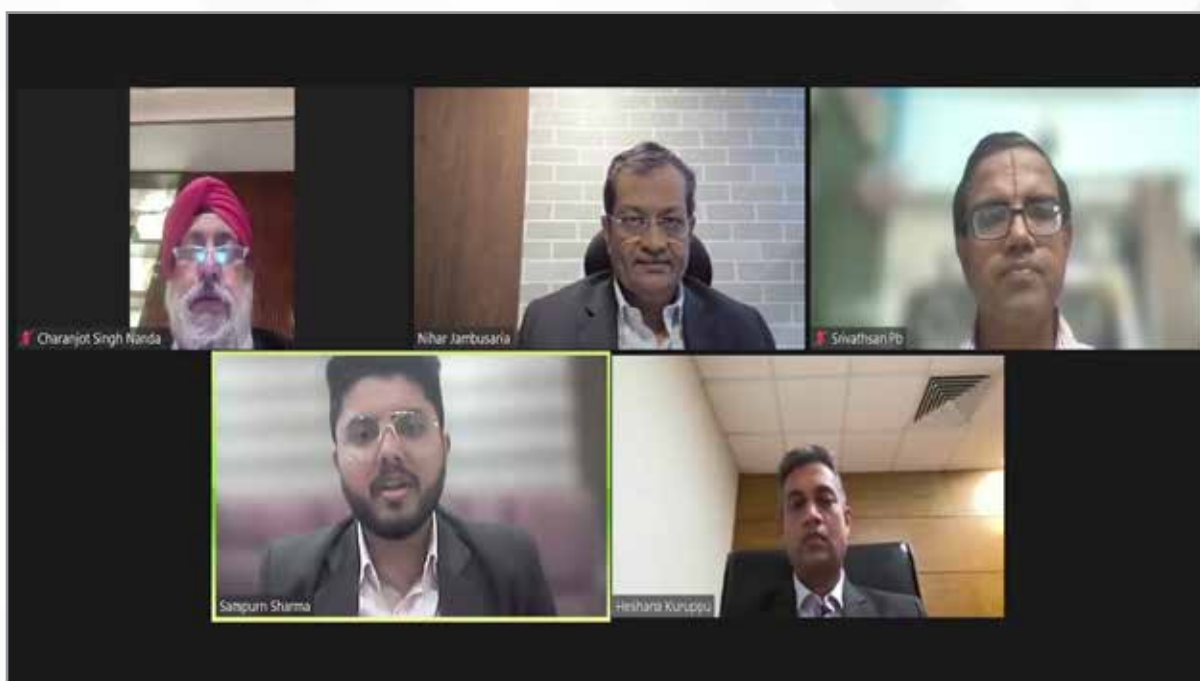 Charanjot Singh Nanda
Nihar Jambusaria
Srivathsan Pb
Sampurn Sharma
Heshana Kuruppu